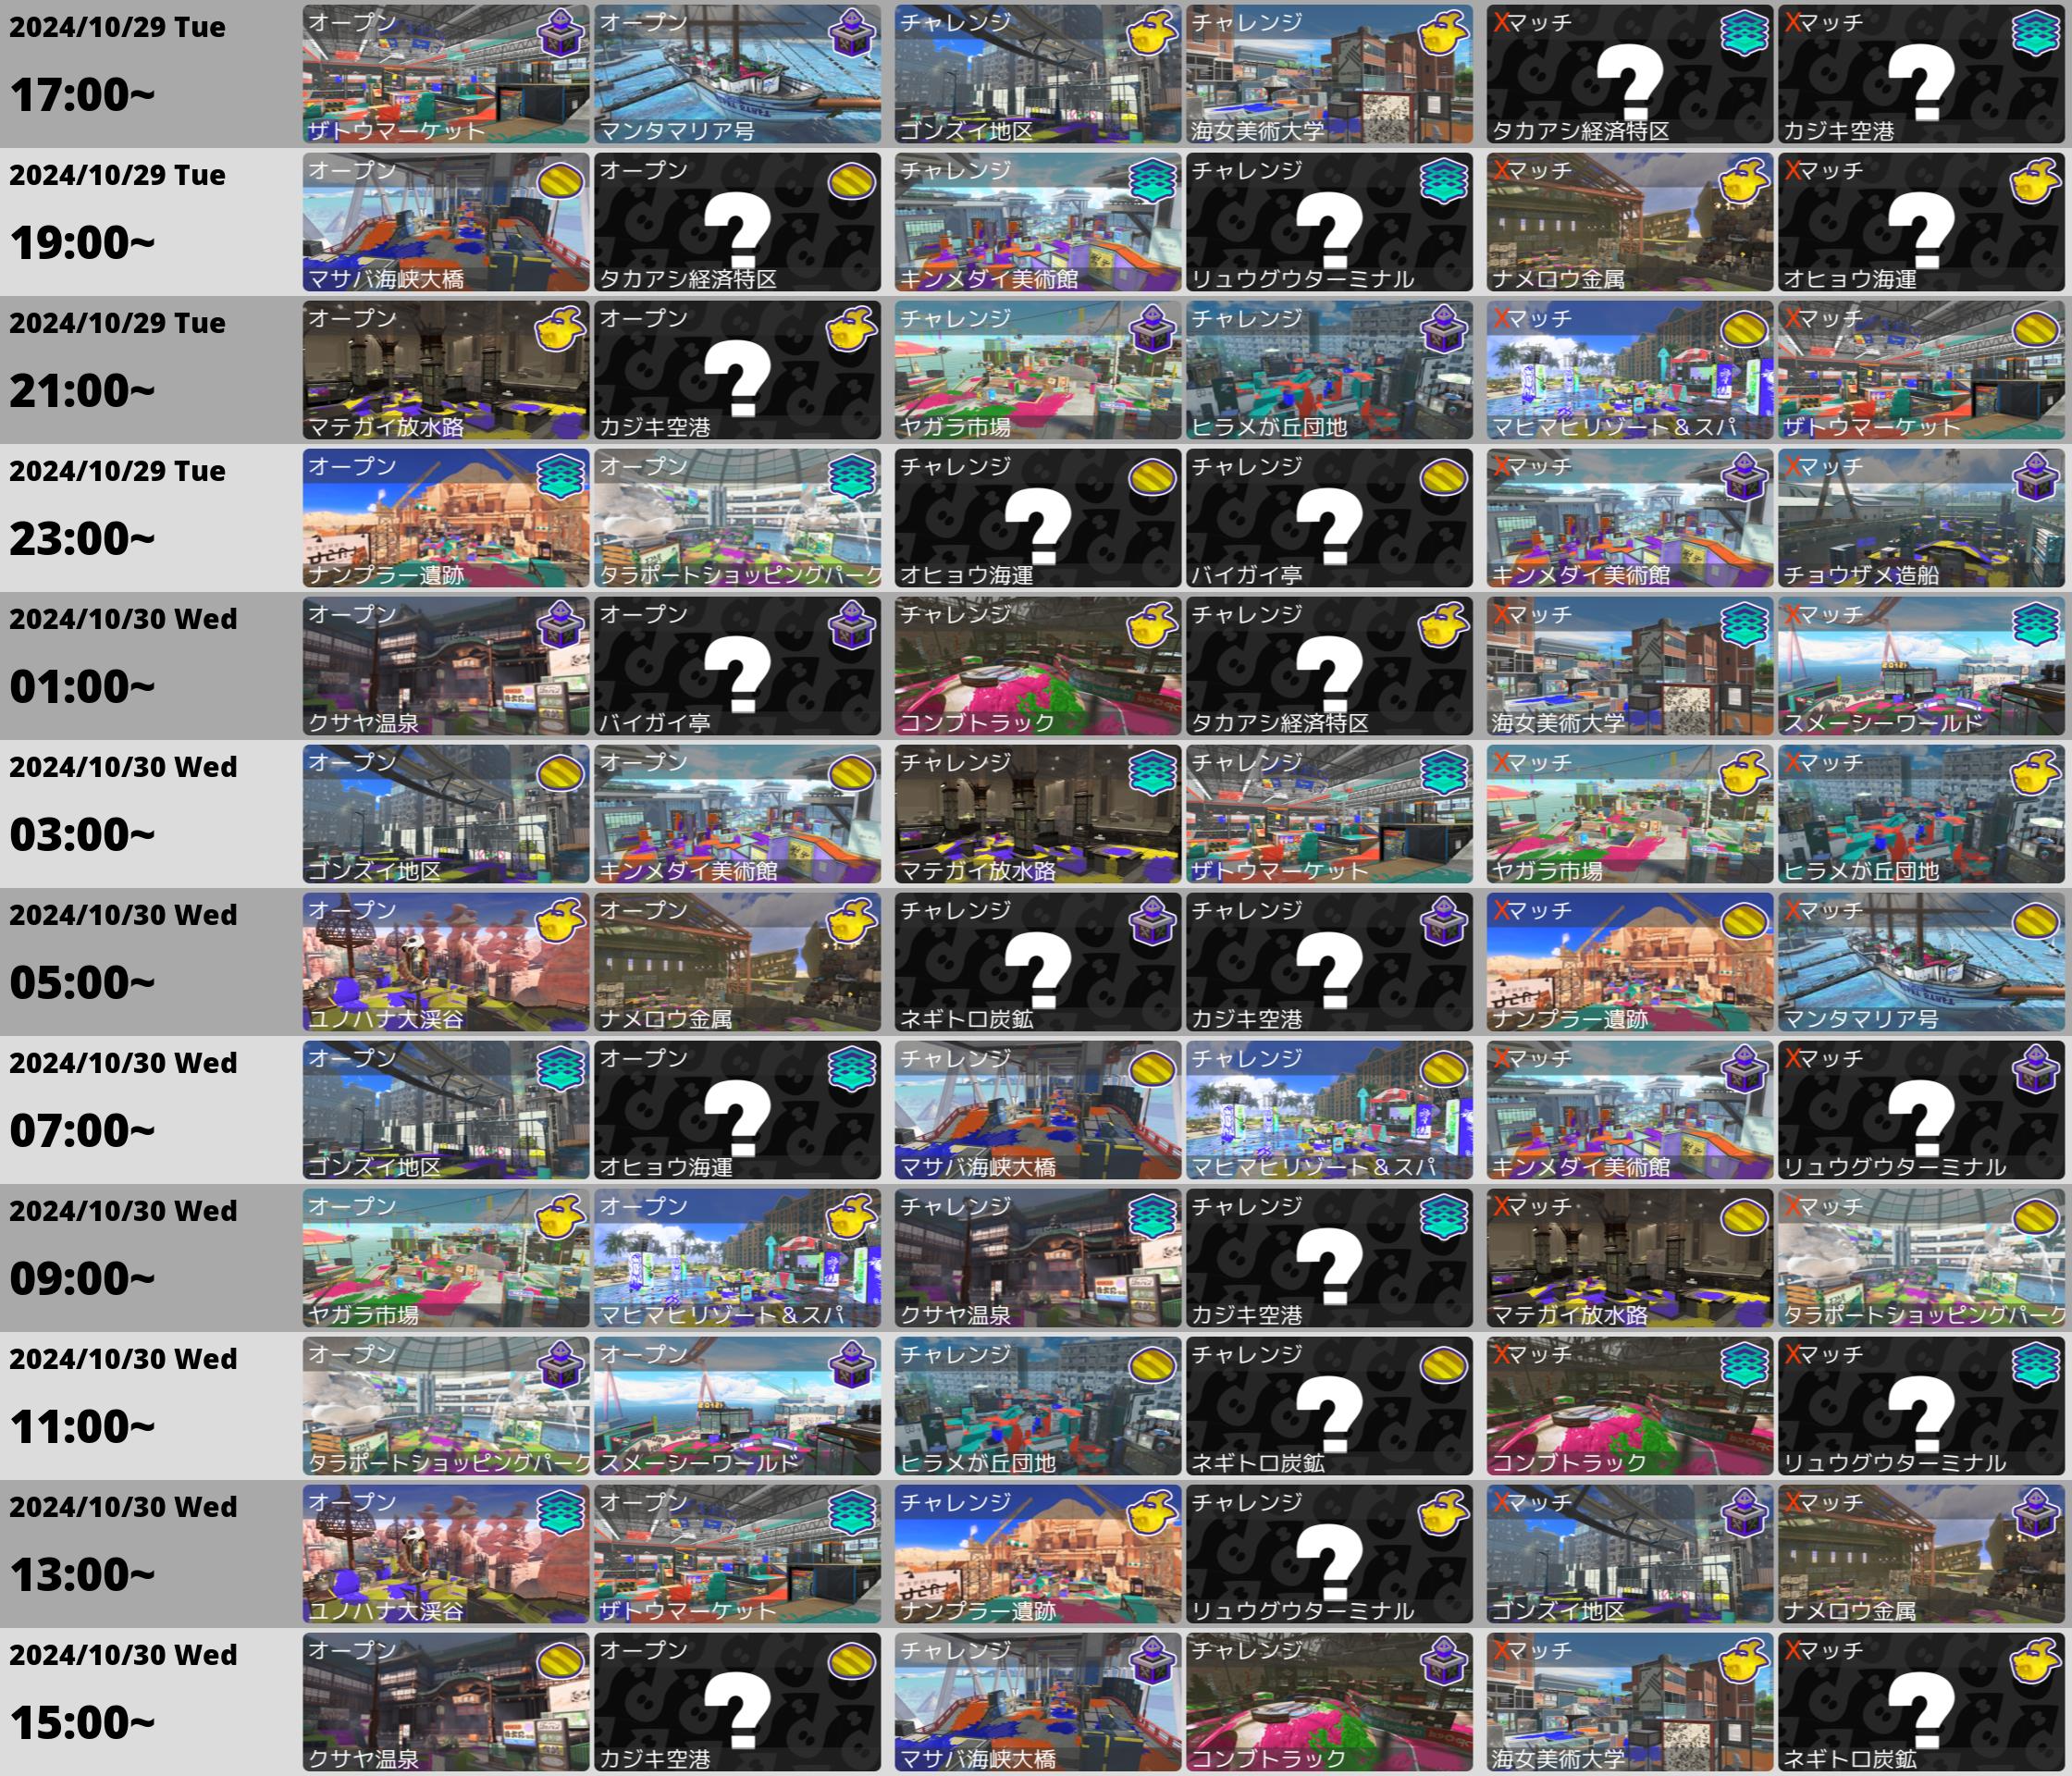 2024/10/29 Tue
17:00~
オープン
ザトウマーケット
オープン
マンタマリア号
チャレンジ
ゴンズイ地区
チャレンジ
海女美術大学
Xマッチ
タカアシ経済特区
Xマッチ
カジキ空港
2024/10/29 Tue
19:00~
オープン
マサバ海峡大橋
オープン
タカアシ経済特区
チャレンジ
キンメダイ美術館
チャレンジ
リュウグウターミナル
Xマッチ
ナメロウ金属
Xマッチ
オヒョウ海運
2024/10/29 Tue
21:00~
オープン
マテガイ放水路
オープン
カジキ空港
チャレンジ
ヤガラ市場
チャレンジ
ヒラメが丘団地
Xマッチ
マヒマヒリゾート＆スパ
Xマッチ
ザトウマーケット
2024/10/29 Tue
23:00~
オープン
ナンプラー遺跡
オープン
タラポートショッピングパーク
チャレンジ
オヒョウ海運
チャレンジ
バイガイ亭
Xマッチ
キンメダイ美術館
Xマッチ
チョウザメ造船
2024/10/30 Wed
01:00~
オープン
クサヤ温泉
オープン
バイガイ亭
チャレンジ
コンブトラック
チャレンジ
タカアシ経済特区
Xマッチ
海女美術大学
Xマッチ
スメーシーワールド
2024/10/30 Wed
03:00~
オープン
ゴンズイ地区
オープン
キンメダイ美術館
チャレンジ
マテガイ放水路
チャレンジ
ザトウマーケット
Xマッチ
ヤガラ市場
Xマッチ
ヒラメが丘団地
2024/10/30 Wed
05:00~
オープン
ユノハナ大渓谷
オープン
ナメロウ金属
チャレンジ
ネギトロ炭鉱
チャレンジ
カジキ空港
Xマッチ
ナンプラー遺跡
Xマッチ
マンタマリア号
2024/10/30 Wed
07:00~
オープン
ゴンズイ地区
オープン
オヒョウ海運
チャレンジ
マサバ海峡大橋
チャレンジ
マヒマヒリゾート＆スパ
Xマッチ
キンメダイ美術館
Xマッチ
リュウグウターミナル
2024/10/30 Wed
09:00~
オープン
ヤガラ市場
オープン
マヒマヒリゾート＆スパ
チャレンジ
クサヤ温泉
チャレンジ
カジキ空港
Xマッチ
マテガイ放水路
Xマッチ
タラポートショッピングパーク
2024/10/30 Wed
11:00~
オープン
タラポートショッピングパーク
オープン
スメーシーワールド
チャレンジ
ヒラメが丘団地
チャレンジ
ネギトロ炭鉱
Xマッチ
コンブトラック
Xマッチ
リュウグウターミナル
2024/10/30 Wed
13:00~
オープン
ユノハナ大渓谷
オープン
ザトウマーケット
チャレンジ
ナンプラー遺跡
チャレンジ
リュウグウターミナル
Xマッチ
ゴンズイ地区
Xマッチ
ナメロウ金属
2024/10/30 Wed
15:00~
オープン
クサヤ温泉
オープン
カジキ空港
チャレンジ
マサバ海峡大橋
チャレンジ
コンブトラック
Xマッチ
海女美術大学
Xマッチ
ネギトロ炭鉱